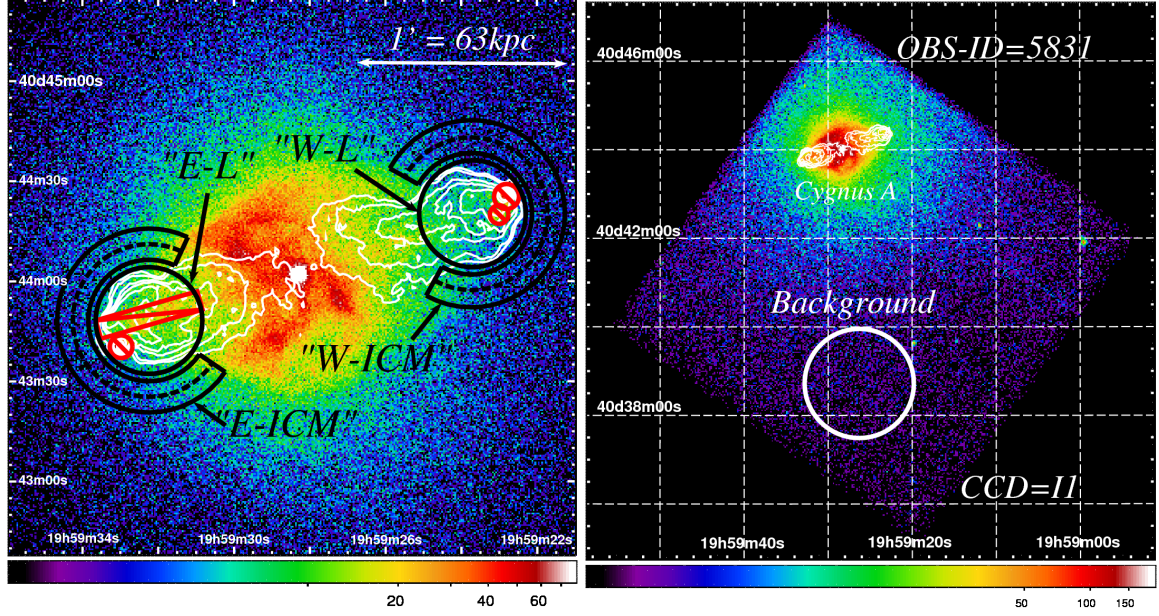 1' = 63kpc
40d45m00s
"W-L"
"E-L"
44m30s
44m00s
"W-ICM"
43m30s
"E-ICM"
43m00s
19h59m34s
19h59m30s
19h59m26s
19h59m22s
20
40
60
OBS-ID=5831
40d46m00s
Cygnus A
40d42m00s
Background
40d38m00s
CCD=I1
19h59m40s
19h59m20s
19h59m00s
50
100
150